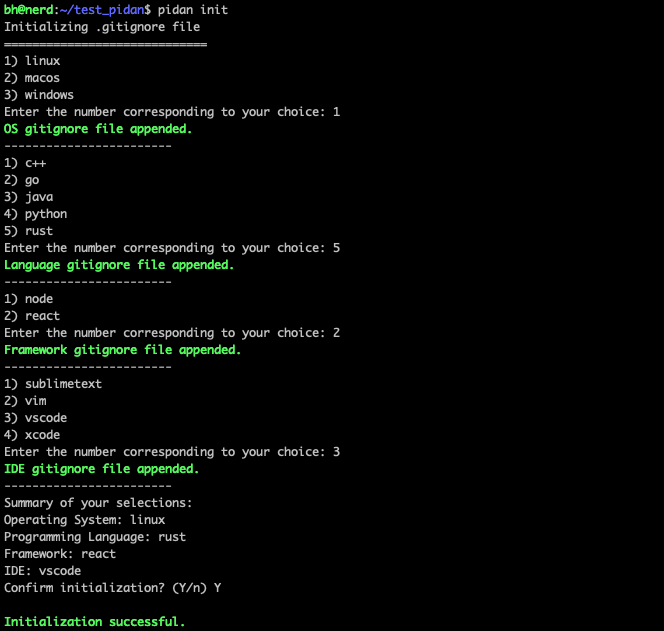 bh@nerd:~/test_pidan$ pidan init
Initializing .gitignore file
=============================
1) linux
2) macos
3) windows
Enter the number corresponding to your choice: 1
OS gitignore file appended.
------------------------
1) c++
2) go
3) java
4) python
5) rust
Enter the number corresponding to your choice: 5
Language gitignore file appended.
------------------------
1) node
2) react
Enter the number corresponding to your choice: 2
Framework gitignore file appended.
------------------------
1) sublimetext
2) vim
3) vscode
4) xcode
Enter the number corresponding to your choice: 3
IDE gitignore file appended.
------------------------
Summary of your selections:
Operating System: linux
Programming Language: rust
Framework: react
IDE: vscode
Confirm initialization? (Y/n) Y

Initialization successful.